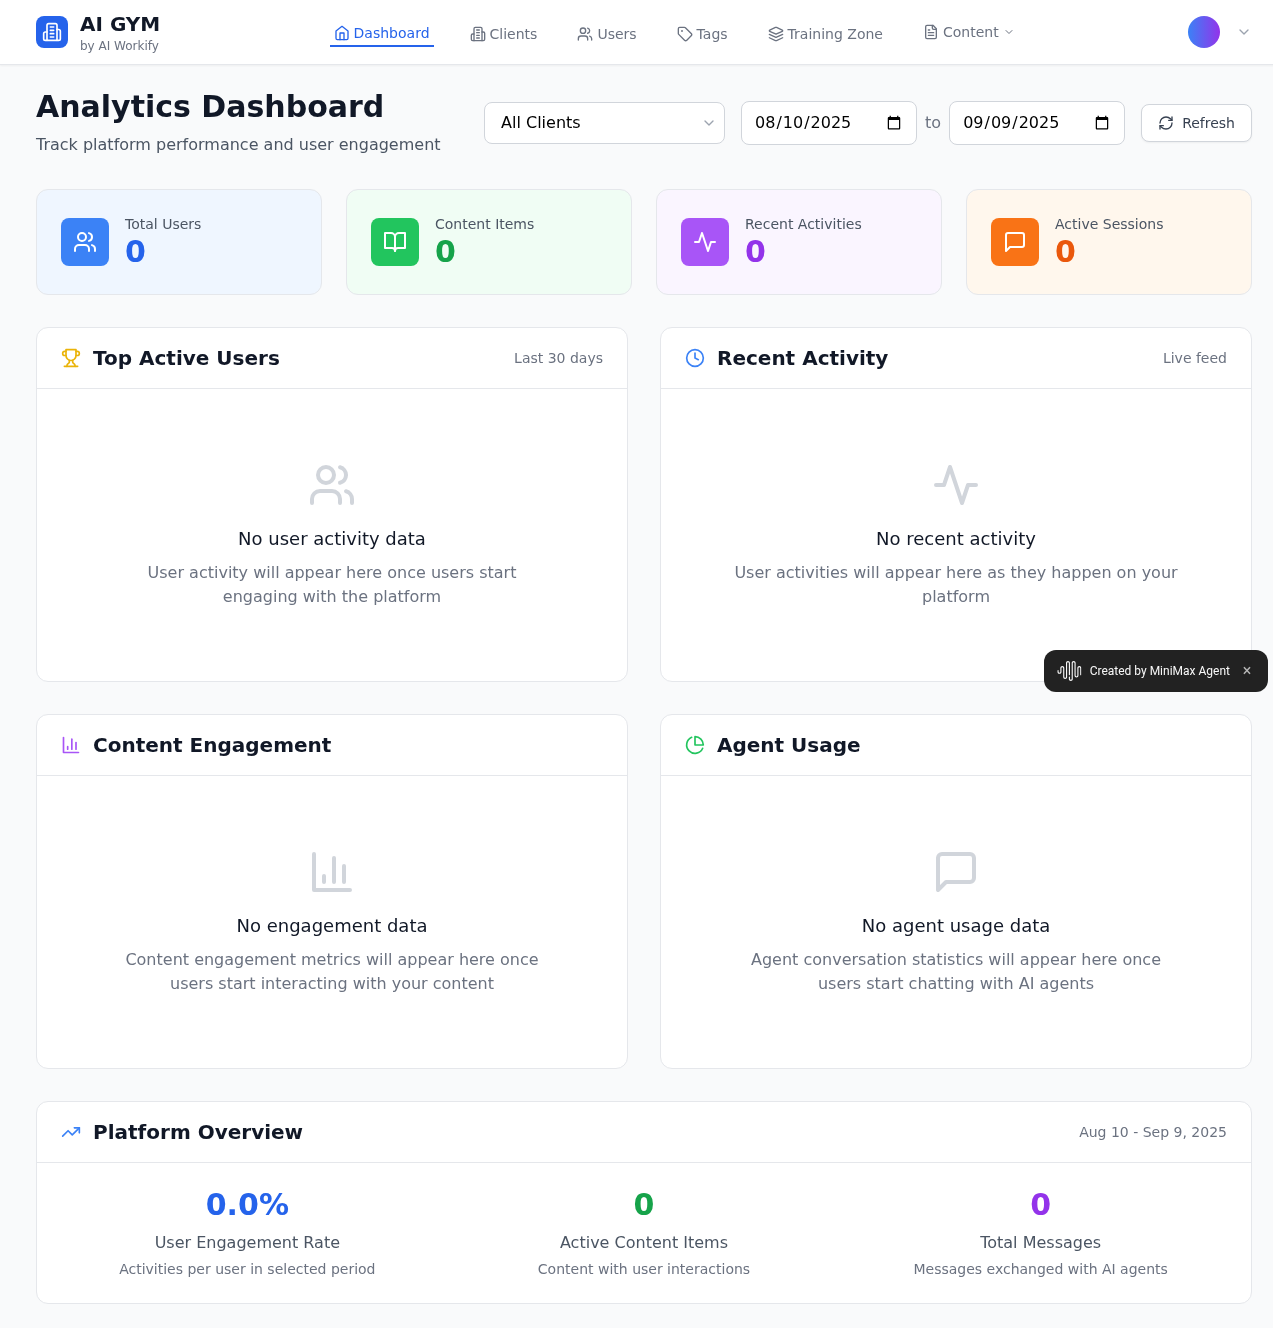 AI GYM
by AI Workify
Dashboard
Clients
Users
Tags
Training Zone
Content
Analytics Dashboard
Track platform performance and user engagement
All Clients
08/10/2025
to
09/09/2025
Refresh
Total Users
0
Content Items
0
Recent Activities
0
Active Sessions
0
Top Active Users
Last 30 days
No user activity data
User activity will appear here once users start
engaging with the platform
Recent Activity
Live feed
No recent activity
User activities will appear here as they happen on your
platform
Created by MiniMax Agent ×
Content Engagement
No engagement data
Content engagement metrics will appear here once
users start interacting with your content
Agent Usage
No agent usage data
Agent conversation statistics will appear here once
users start chatting with AI agents
Platform Overview
Aug 10 - Sep 9, 2025
0.0%
User Engagement Rate
Activities per user in selected period
0
Active Content Items
Content with user interactions
0
Total Messages
Messages exchanged with AI agents